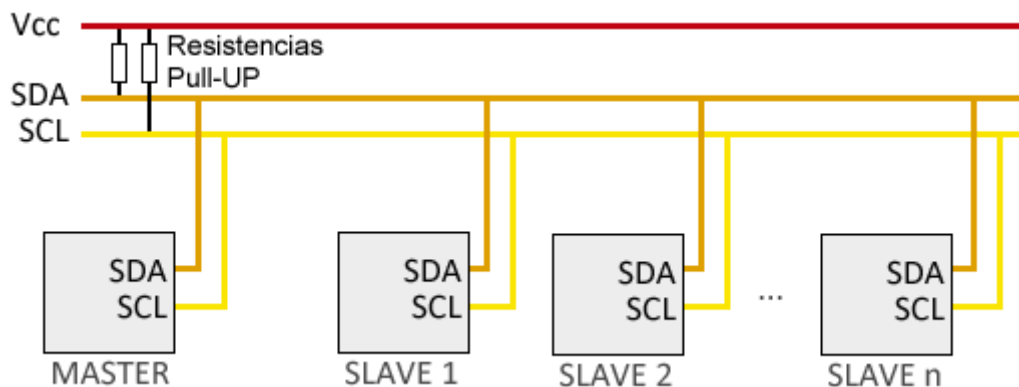 Vcc
Resistencias
Pull-UP
SDA
SCL
SDA
SCL
MASTER
SDA
SCL
SLAVE 1
SDA
SCL
SLAVE 2
...
SDA
SCL
SLAVE n